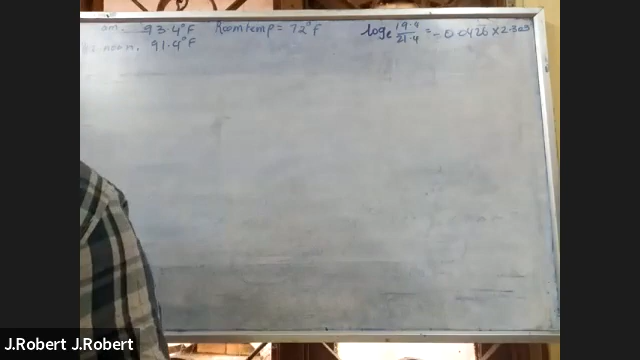 am. 93.4°F Room temp = 72°F
noon. 91.4°F
logₑ 19.4/21.4 = -0.0426 × 2.303
J.Robert J.Robert